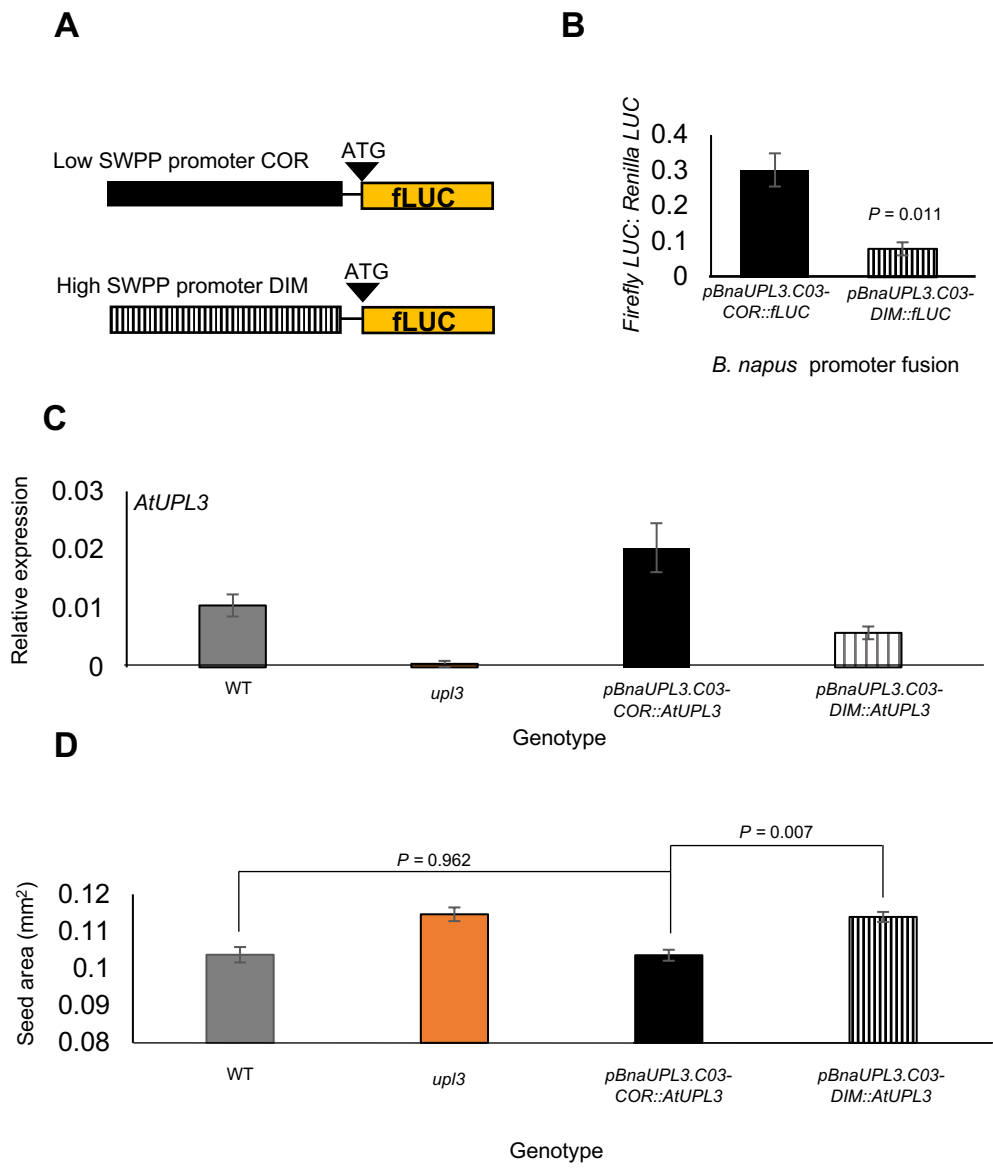 A
Low SWPP promoter COR
ATG
fLUC
High SWPP promoter DIM
ATG
fLUC
B
Firefly LUC: Renilla LUC
0.4
0.3
0.2
0.1
0
P = 0.011
pBnaUPL3.C03-
COR::fLUC
pBnaUPL3.C03-
DIM::fLUC
B. napus promoter fusion
C
Relative expression
0.03
0.02
0.01
0
AtUPL3
WT
upl3
pBnaUPL3.C03-
COR::AtUPL3
pBnaUPL3.C03-
DIM::AtUPL3
Genotype
D
Seed area (mm²)
0.12
0.11
0.1
0.09
0.08
P = 0.962
P = 0.007
WT
upl3
pBnaUPL3.C03-
COR::AtUPL3
pBnaUPL3.C03-
DIM::AtUPL3
Genotype